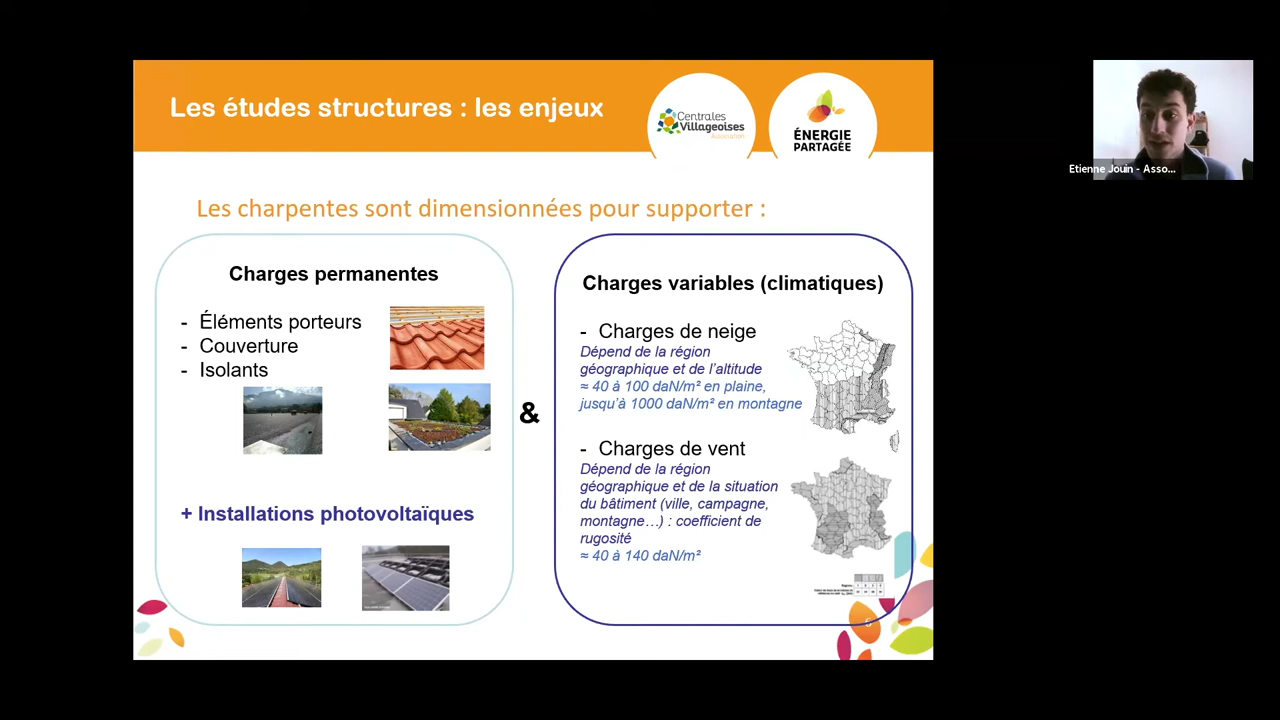 Les études structures : les enjeux
Centrales
Villageoises
Association
ÉNERGIE
PARTAGÉE
Etienne Jouin - Asso...
Les charpentes sont dimensionnées pour supporter :
Charges permanentes
- Éléments porteurs
- Couverture
- Isolants
+ Installations photovoltaïques
&
Charges variables (climatiques)
- Charges de neige
Dépend de la région
géographique et de l'altitude
≈ 40 à 100 daN/m² en plaine,
jusqu'à 1000 daN/m² en montagne
- Charges de vent
Dépend de la région
géographique et de la situation
du bâtiment (ville, campagne,
montagne…) : coefficient de
rugosité
≈ 40 à 140 daN/m²
6